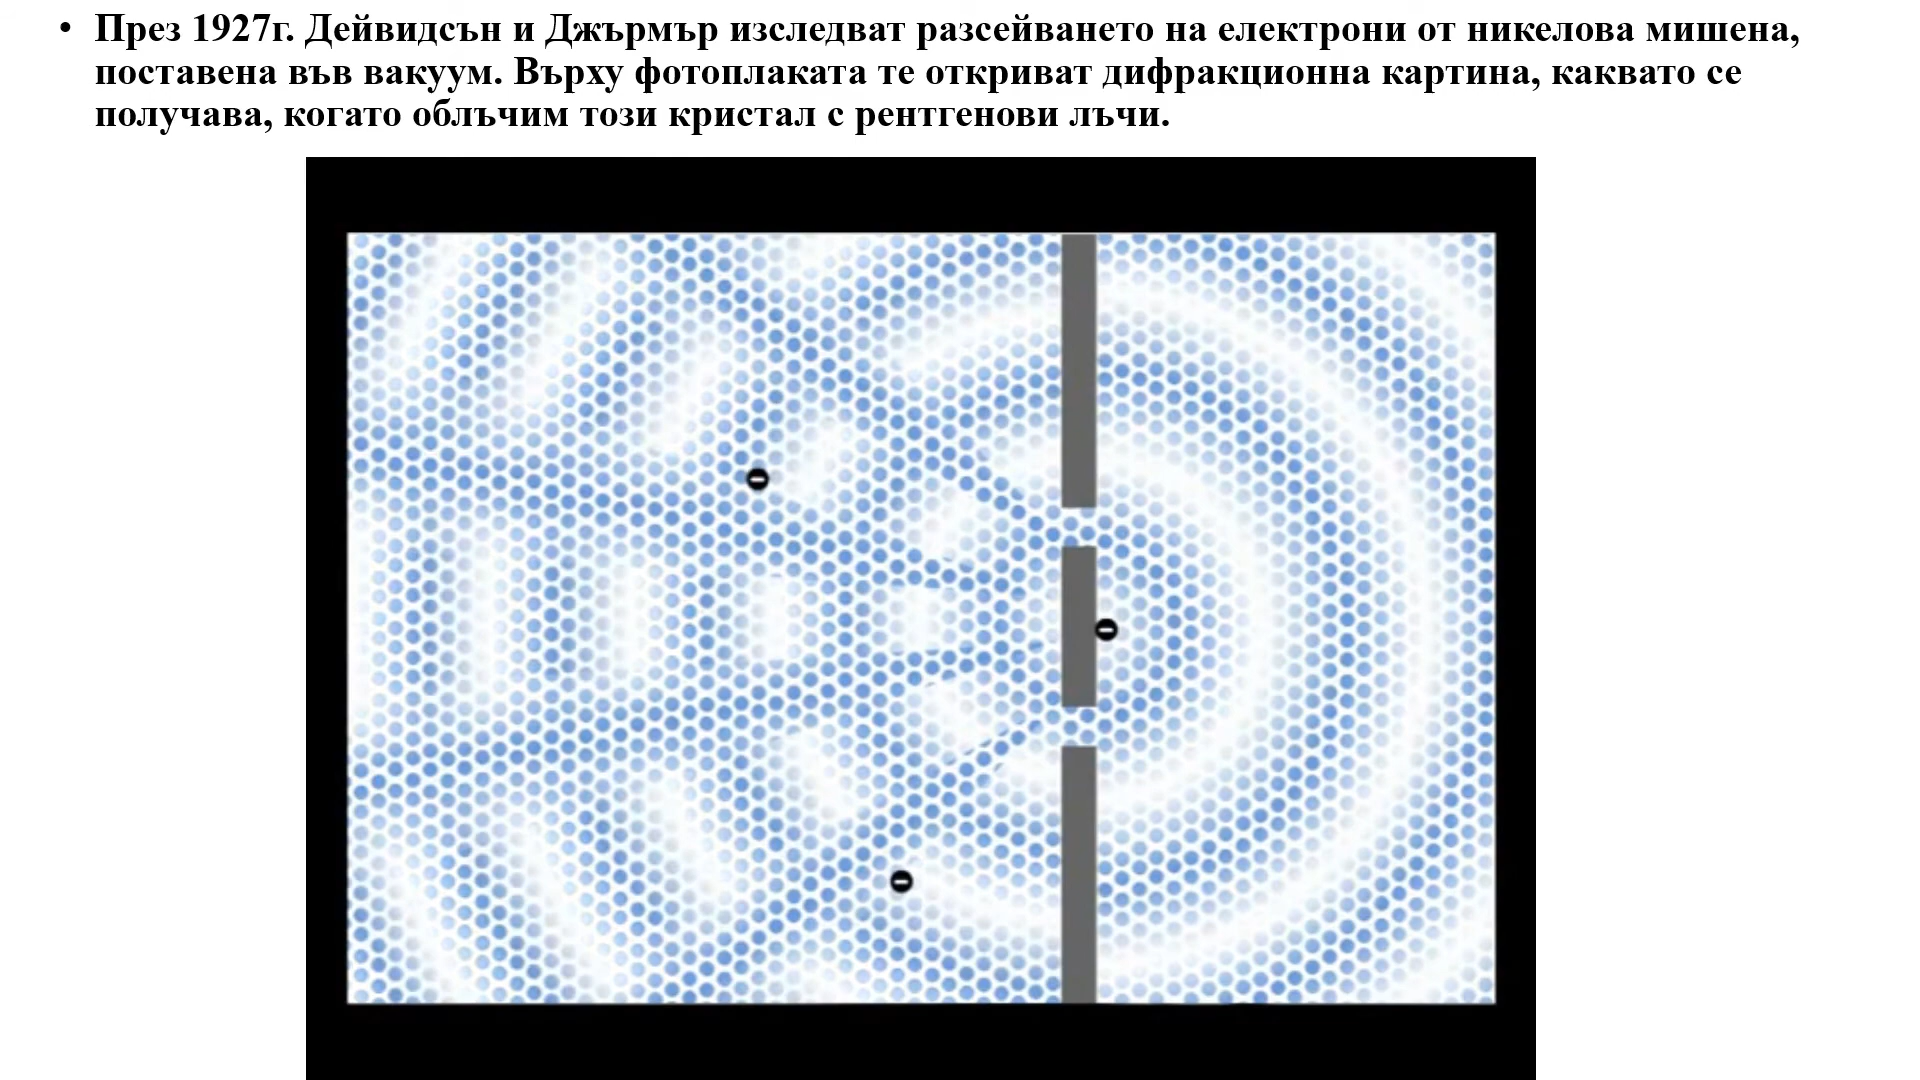 • През 1927г. Дейвидсън и Джърмър изследват разсейването на електрони от никелова мишена,
поставена във вакуум. Върху фотоплаката те откриват дифракционна картина, каквато се
получава, когато облъчим този кристал с рентгенови лъчи.